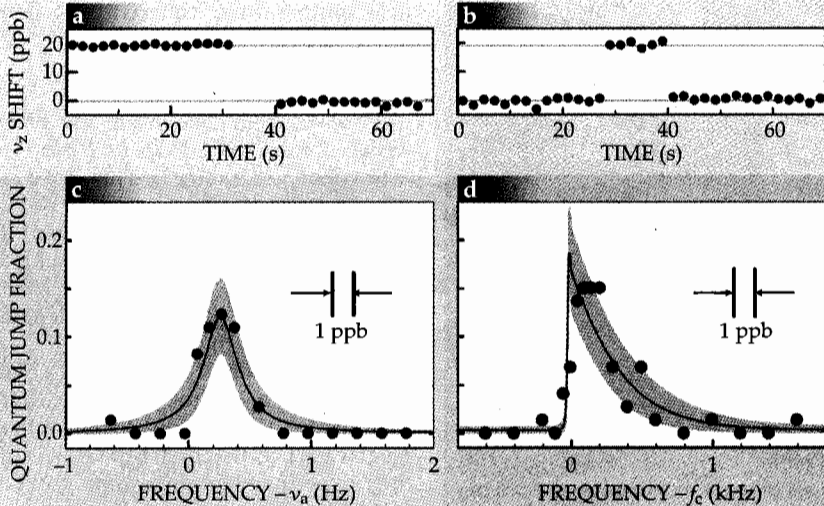 a
b
ν_z SHIFT (ppb)
20
0
0
20
40
60
TIME (s)
0
20
40
60
TIME (s)
c
d
QUANTUM JUMP FRACTION
0.2
0.1
0.0
1 ppb
1 ppb
−1
0
1
2
FREQUENCY – ν_a (Hz)
0
1
FREQUENCY – f_c (kHz)